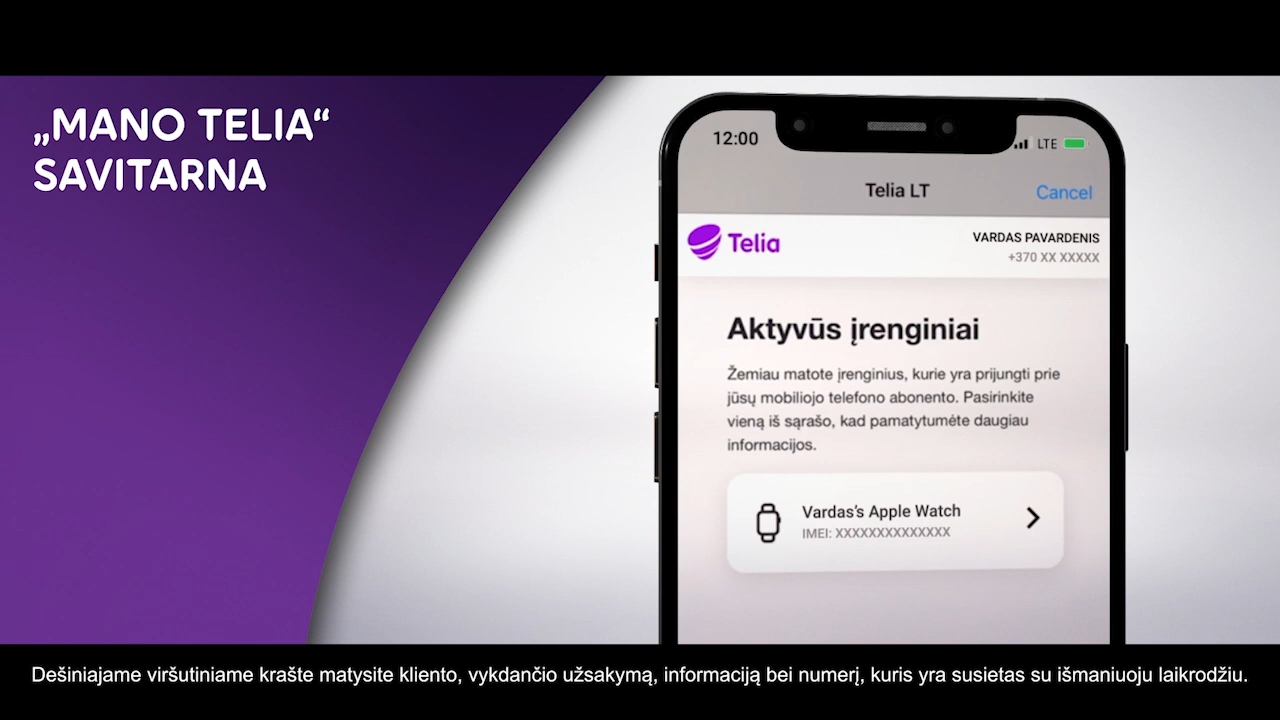 „MANO TELIA“
SAVITARNA
12:00
LTE
Telia LT
Cancel
Telia
VARDAS PAVARDENIS
+370 XX XXXXX
Aktyvūs įrenginiai
Žemiau matote įrenginius, kurie yra prijungti prie
jūsų mobiliojo telefono abonento. Pasirinkite
vieną iš sąrašo, kad pamatytumėte daugiau
informacijos.
Vardas’s Apple Watch
IMEI: XXXXXXXXXXXXXX
Dešiniajame viršutiniame krašte matysite kliento, vykdančio užsakymą, informaciją bei numerį, kuris yra susietas su išmaniuoju laikrodžiu.